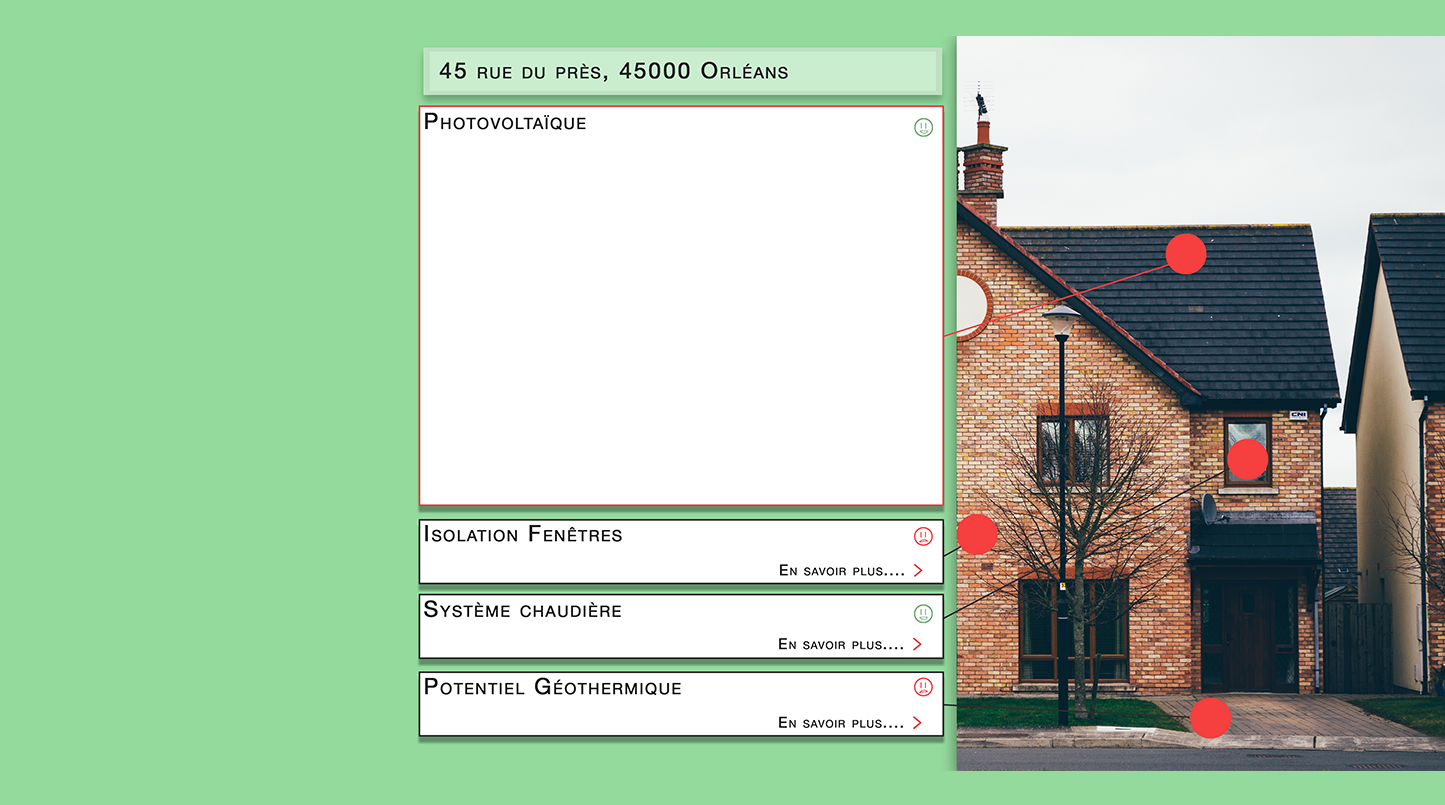 45 rue du près, 45000 Orléans
Photovoltaïque
CNI
Isolation Fenêtres
En savoir plus....
Système chaudière
En savoir plus....
Potentiel Géothermique
En savoir plus....